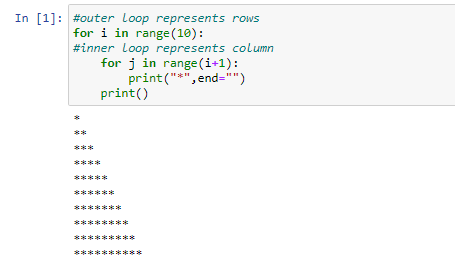 In [1]: #outer loop represents rows
for i in range(10):
#inner loop represents column
    for j in range(i+1):
        print("*",end="")
    print()
*
**
***
****
*****
******
*******
********
*********
**********